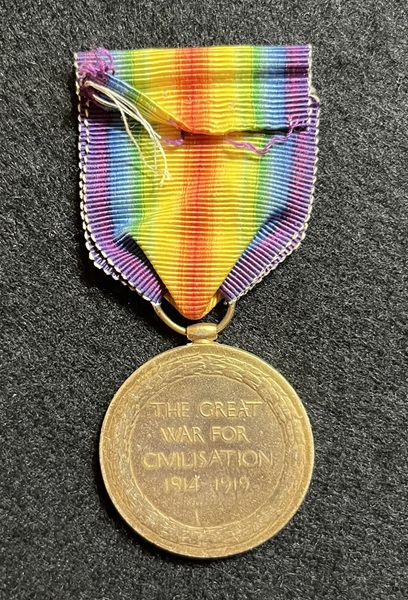 THE GREAT
WAR FOR
CIVILISATION
1914-1919